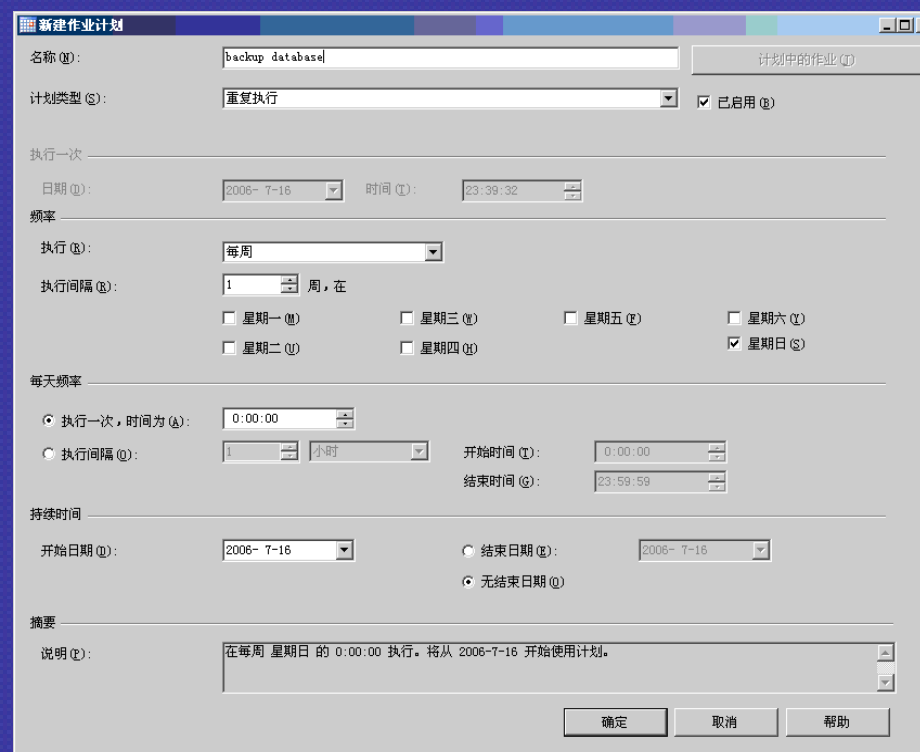 新建作业计划
名称(N): backup database 计划中的作业(J)
计划类型(S): 重复执行 已启用(B)
执行一次
日期(D): 2006- 7-16 时间(T): 23:39:32
频率
执行(R): 每周
执行间隔(R): 1 周，在
星期一(M) 星期三(W) 星期五(F) 星期六(Y)
星期二(U) 星期四(H) 星期日(S)
每天频率
执行一次，时间为(A): 0:00:00
执行间隔(O): 1 小时 开始时间(T): 0:00:00
结束时间(G): 23:59:59
持续时间
开始日期(D): 2006- 7-16 结束日期(E): 2006- 7-16
无结束日期(O)
摘要
说明(P): 在每周 星期日 的 0:00:00 执行。将从 2006-7-16 开始使用计划。
确定 取消 帮助